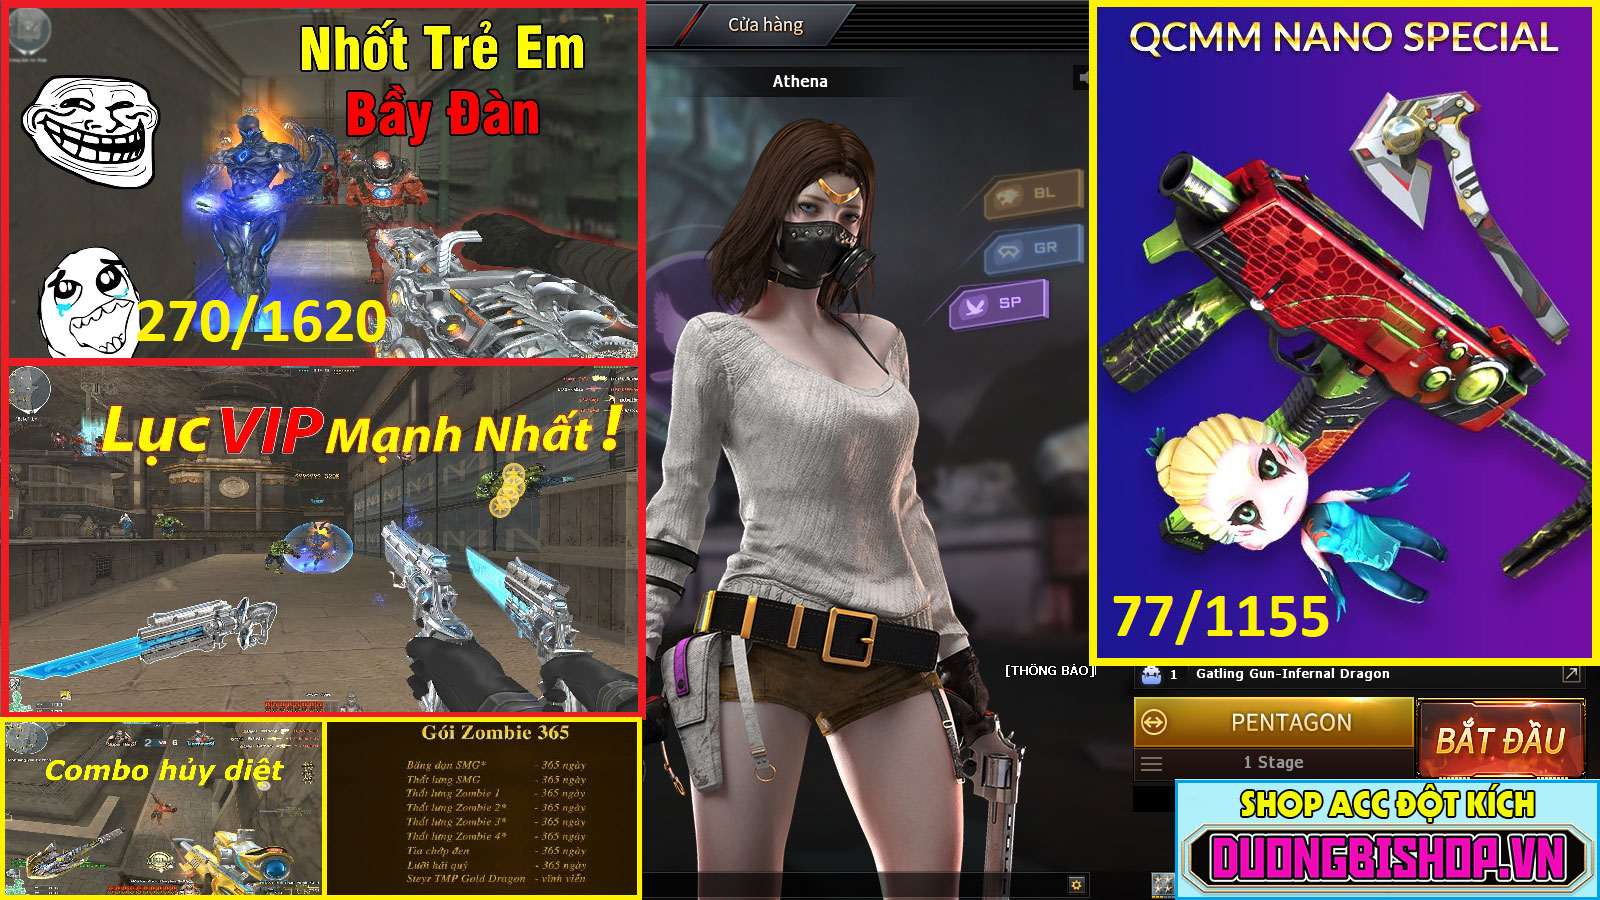 Nhốt Trẻ Em
Bầy Đàn
270/1620
Lục VIP Mạnh Nhất !
Combo hủy diệt
2 vs 6
Gói Zombie 365
Băng đạn SMG* - 365 ngày
Thắt lưng SMG - 365 ngày
Thắt lưng Zombie 1 - 365 ngày
Thắt lưng Zombie 2* - 365 ngày
Thắt lưng Zombie 3* - 365 ngày
Thắt lưng Zombie 4* - 365 ngày
Tia chớp đen - 365 ngày
Lưỡi hái quỷ - 365 ngày
Steyr TMP Gold Dragon - vĩnh viễn
Cửa hàng
Athena
BL
GR
SP
[THÔNG BÁO]
QCMM NANO SPECIAL
77/1155
1 Gatling Gun-Infernal Dragon
PENTAGON
BẮT ĐẦU
1 Stage
SHOP ACC ĐỘT KÍCH
DUONGBISHOP.VN